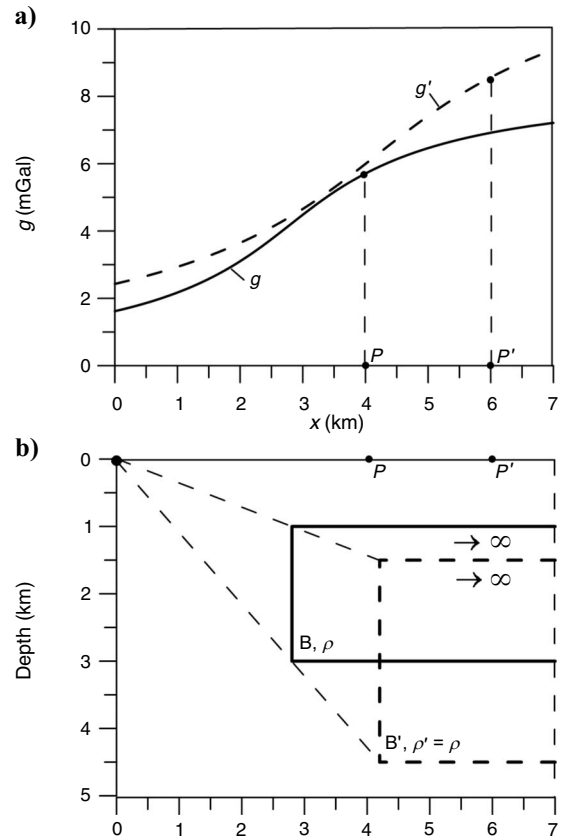 a)
10
8
6
4
2
0
g (mGal)
g′
g
P
P′
0 1 2 3 4 5 6 7
x (km)
b)
0
1
2
3
4
5
Depth (km)
P
P′
→ ∞
→ ∞
B, ρ
B′, ρ′ = ρ
0 1 2 3 4 5 6 7